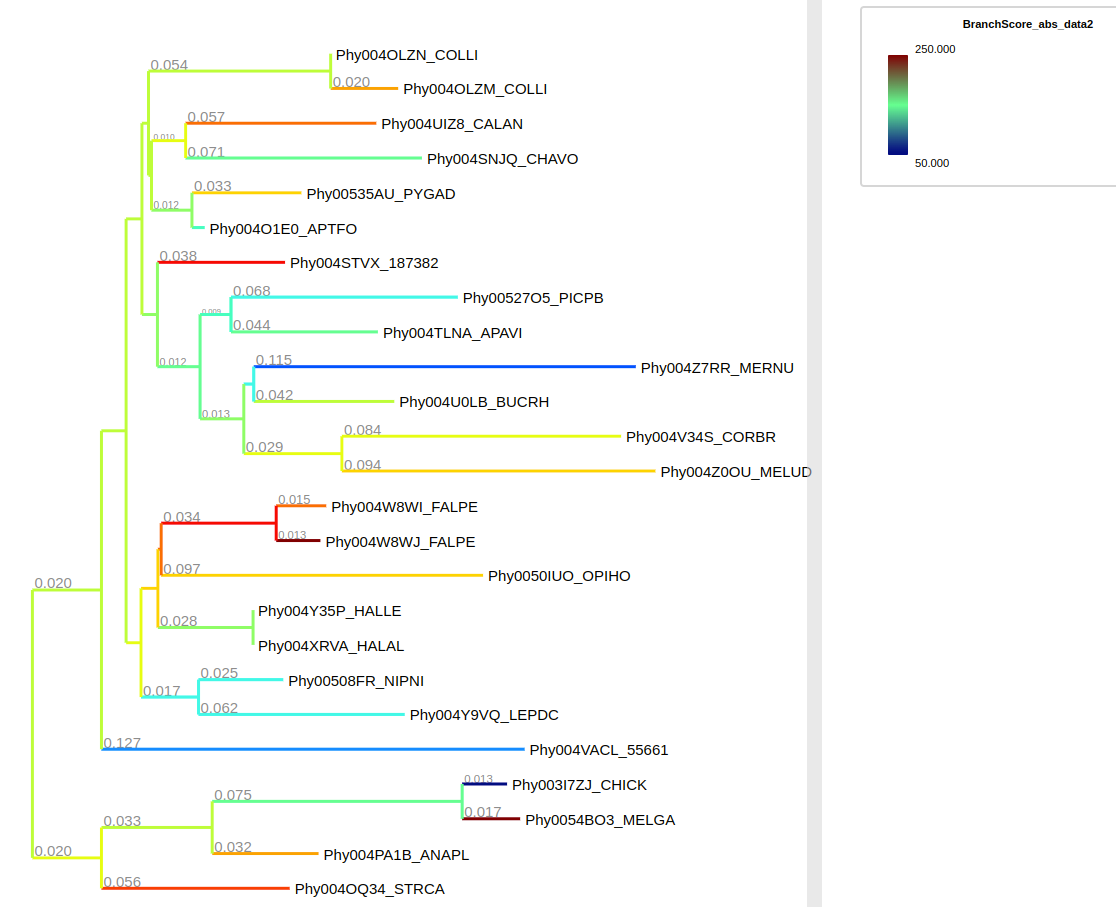 BranchScore_abs_data2
250.000
50.000
Phy004OLZN_COLLI
0.054
0.020
Phy004OLZM_COLLI
0.057
Phy004UIZ8_CALAN
0.010
0.071
Phy004SNJQ_CHAVO
0.033
Phy00535AU_PYGAD
0.012
Phy004O1E0_APTFO
0.038
Phy004STVX_187382
0.068
Phy00527O5_PICPB
0.009
0.044
Phy004TLNA_APAVI
0.012
0.115
Phy004Z7RR_MERNU
0.042
Phy004U0LB_BUCRH
0.013
0.084
Phy004V34S_CORBR
0.029
0.094
Phy004Z0OU_MELUD
0.015
Phy004W8WI_FALPE
0.034
0.013
Phy004W8WJ_FALPE
0.097
Phy0050IUO_OPIHO
0.020
Phy004Y35P_HALLE
0.028
Phy004XRVA_HALAL
0.025
Phy00508FR_NIPNI
0.017
0.062
Phy004Y9VQ_LEPDC
0.127
Phy004VACL_55661
0.013
Phy003I7ZJ_CHICK
0.075
0.017
Phy0054BO3_MELGA
0.033
0.032
Phy004PA1B_ANAPL
0.020
0.056
Phy004OQ34_STRCA